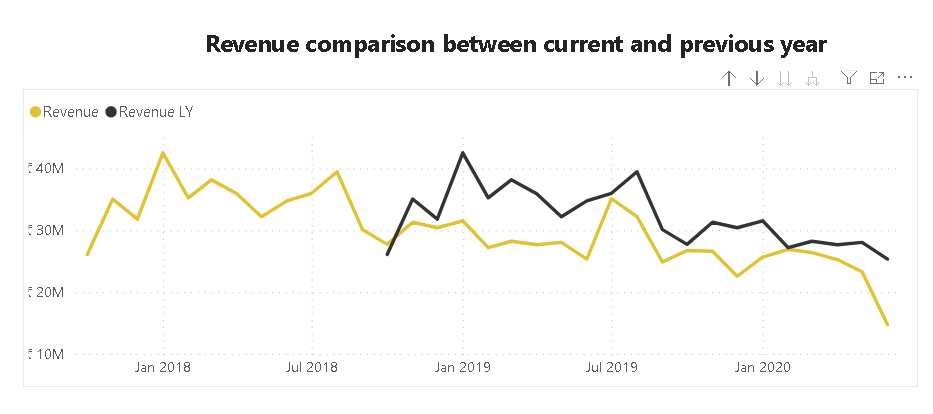 Revenue comparison between current and previous year
Revenue Revenue LY
₹ 40M
₹ 30M
₹ 20M
₹ 10M
Jan 2018 Jul 2018 Jan 2019 Jul 2019 Jan 2020